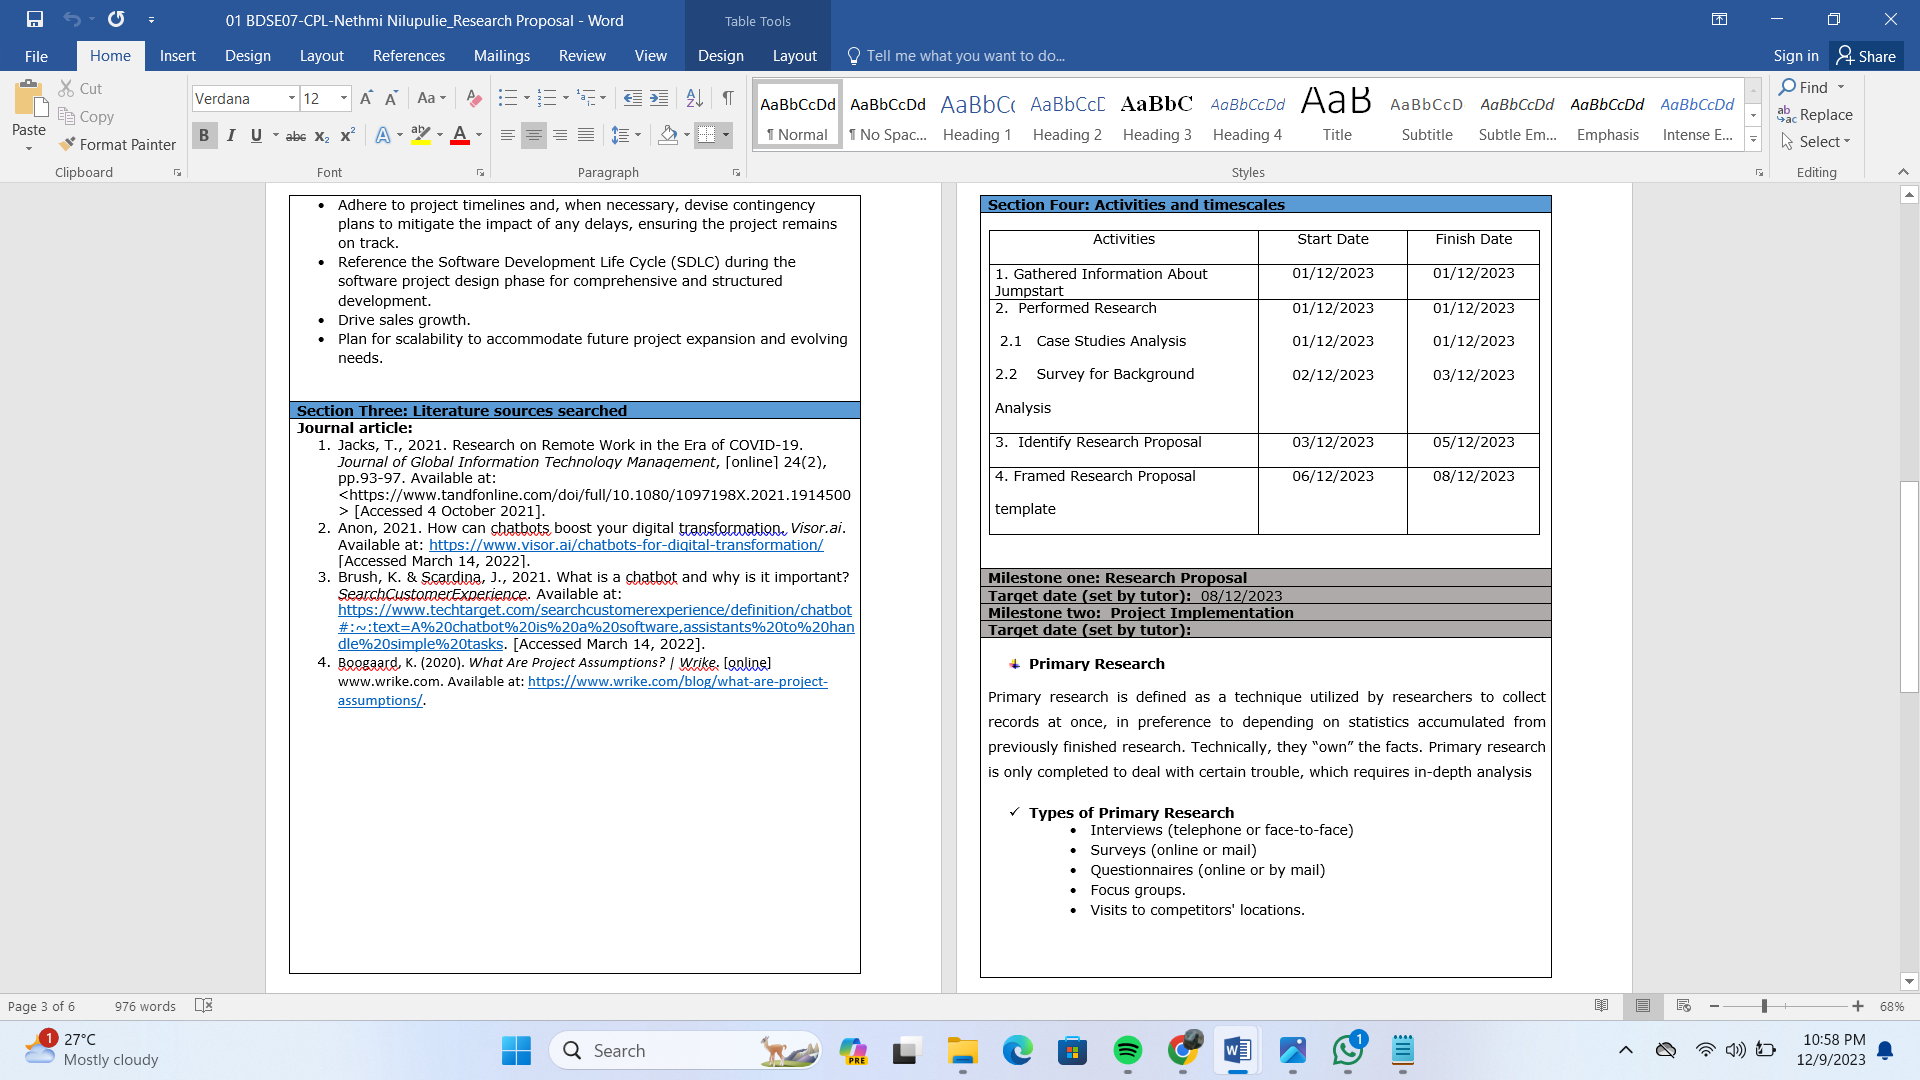 01 BDSE07-CPL-Nethmi Nilupulie_Research Proposal - Word
Table Tools
File
Home
Insert
Design
Layout
References
Mailings
Review
View
Design
Layout
Tell me what you want to do...
Sign in
Share
Paste
Cut
Copy
Format Painter
Clipboard
Verdana
12
Font
Paragraph
AaBbCcDd
¶ Normal
AaBbCcDd
¶ No Spac...
AaBbCc
Heading 1
AaBbCcD
Heading 2
AaBbC
Heading 3
AaBbCcDd
Heading 4
AaB
Title
AaBbCcD
Subtitle
AaBbCcDd
Subtle Em...
AaBbCcDd
Emphasis
AaBbCcDd
Intense E...
Styles
Find
Replace
Select
Editing
• Adhere to project timelines and, when necessary, devise contingency
plans to mitigate the impact of any delays, ensuring the project remains
on track.
• Reference the Software Development Life Cycle (SDLC) during the
software project design phase for comprehensive and structured
development.
• Drive sales growth.
• Plan for scalability to accommodate future project expansion and evolving
needs.
Section Three: Literature sources searched
Journal article:
1. Jacks, T., 2021. Research on Remote Work in the Era of COVID-19.
Journal of Global Information Technology Management, [online] 24(2),
pp.93-97. Available at:
<https://www.tandfonline.com/doi/full/10.1080/1097198X.2021.1914500
> [Accessed 4 October 2021].
2. Anon, 2021. How can chatbots boost your digital transformation. Visor.ai.
Available at: https://www.visor.ai/chatbots-for-digital-transformation/
[Accessed March 14, 2022].
3. Brush, K. & Scardina, J., 2021. What is a chatbot and why is it important?
SearchCustomerExperience. Available at:
https://www.techtarget.com/searchcustomerexperience/definition/chatbot
#:~:text=A%20chatbot%20is%20a%20software,assistants%20to%20han
dle%20simple%20tasks. [Accessed March 14, 2022].
4. Boogaard, K. (2020). What Are Project Assumptions? | Wrike. [online]
www.wrike.com. Available at: https://www.wrike.com/blog/what-are-project-
assumptions/.
Section Four: Activities and timescales
Activities Start Date Finish Date
1. Gathered Information About 01/12/2023 01/12/2023
Jumpstart
2. Performed Research 01/12/2023 01/12/2023
2.1 Case Studies Analysis 01/12/2023 01/12/2023
2.2 Survey for Background 02/12/2023 03/12/2023
Analysis
3. Identify Research Proposal 03/12/2023 05/12/2023
4. Framed Research Proposal 06/12/2023 08/12/2023
template
Milestone one: Research Proposal
Target date (set by tutor): 08/12/2023
Milestone two: Project Implementation
Target date (set by tutor):
Primary Research
Primary research is defined as a technique utilized by researchers to collect
records at once, in preference to depending on statistics accumulated from
previously finished research. Technically, they “own” the facts. Primary research
is only completed to deal with certain trouble, which requires in-depth analysis
✓ Types of Primary Research
• Interviews (telephone or face-to-face)
• Surveys (online or mail)
• Questionnaires (online or by mail)
• Focus groups.
• Visits to competitors' locations.
Page 3 of 6
976 words
68%
1
27°C
Mostly cloudy
Search
PRE
1
10:58 PM
12/9/2023